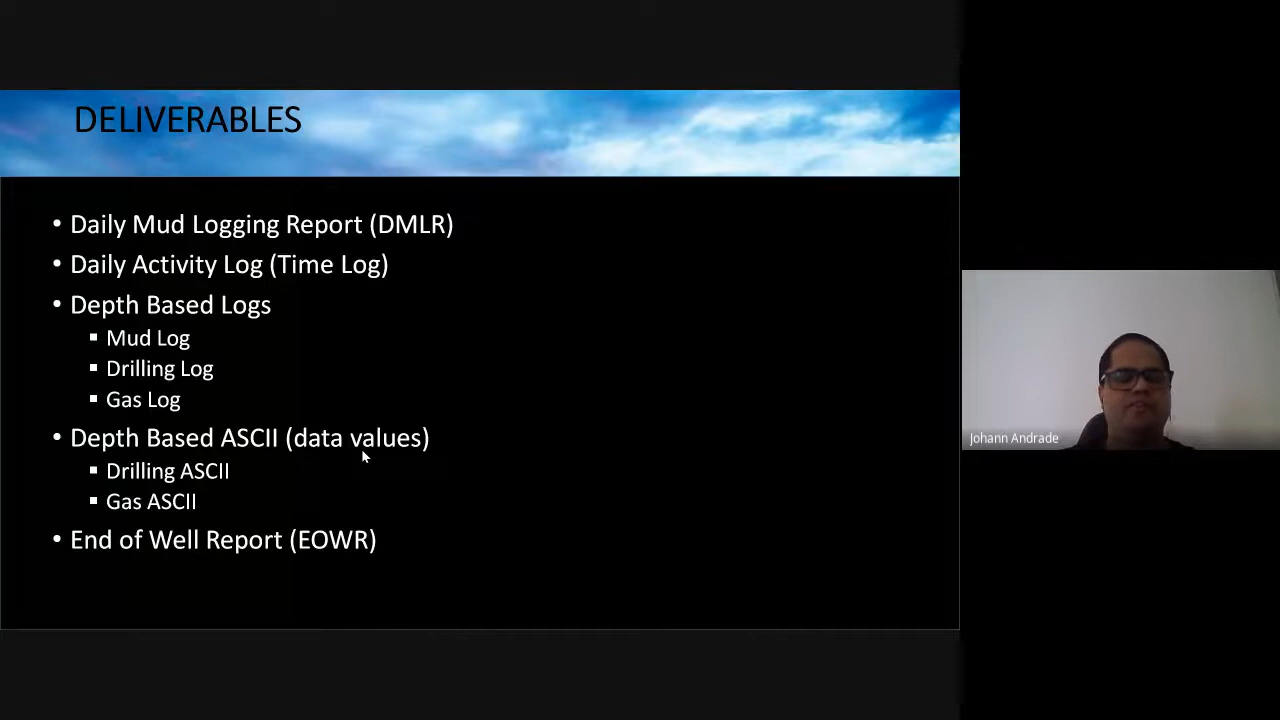 DELIVERABLES
• Daily Mud Logging Report (DMLR)
• Daily Activity Log (Time Log)
• Depth Based Logs
▪ Mud Log
▪ Drilling Log
▪ Gas Log
• Depth Based ASCII (data values)
▪ Drilling ASCII
▪ Gas ASCII
• End of Well Report (EOWR)
Johann Andrade